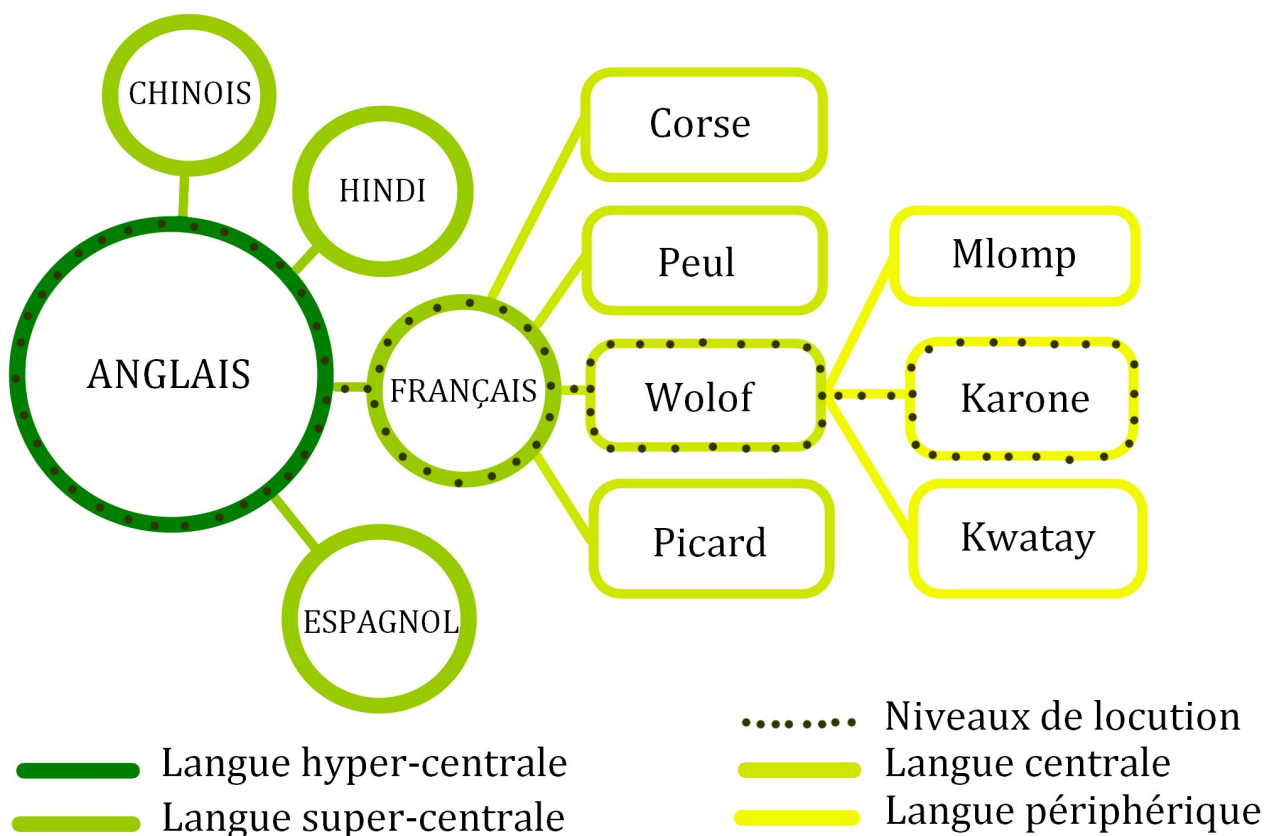 CHINOIS
HINDI
ANGLAIS
FRANÇAIS
ESPAGNOL
Corse
Peul
Wolof
Picard
Mlomp
Karone
Kwatay
Langue hyper-centrale
Langue super-centrale
Niveaux de locution
Langue centrale
Langue périphérique